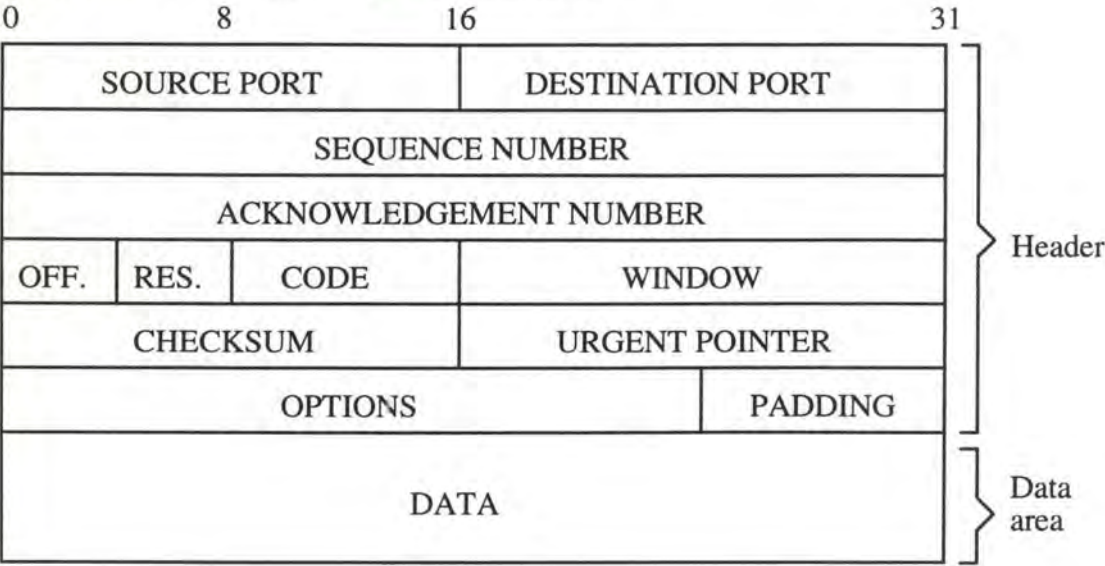 0 8 16 31
SOURCE PORT DESTINATION PORT
SEQUENCE NUMBER
ACKNOWLEDGEMENT NUMBER
Header
OFF. RES. CODE WINDOW
CHECKSUM URGENT POINTER
OPTIONS PADDING
DATA
Data
area